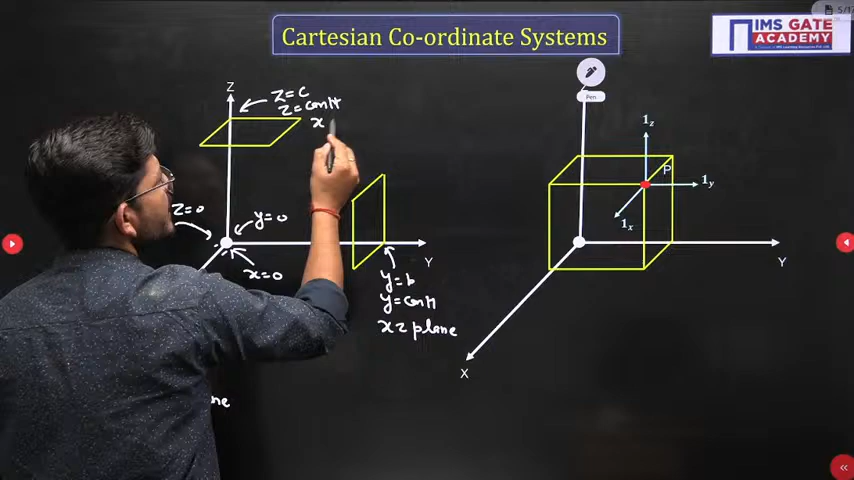 Cartesian Co-ordinate Systems
IMS GATE
ACADEMY
Pen
Z
z=c
z=const
x
z=0
y=0
x=0
Y
y=b
y=const
xz plane
ne
1z
P
1y
1x
Y
X